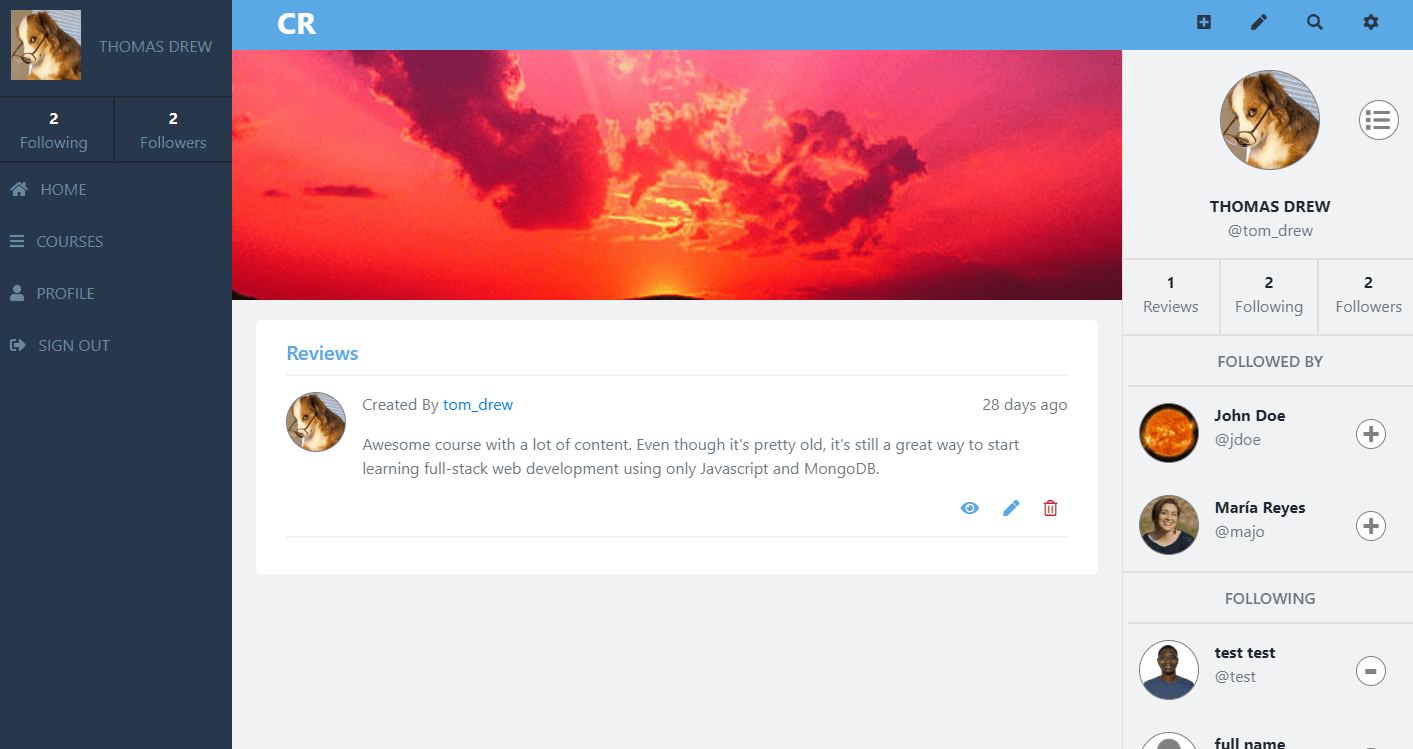 THOMAS DREW
2
Following
2
Followers
HOME
COURSES
PROFILE
SIGN OUT
CR
Reviews
Created By tom_drew
28 days ago
Awesome course with a lot of content. Even though it's pretty old, it's still a great way to start
learning full-stack web development using only Javascript and MongoDB.
THOMAS DREW
@tom_drew
1
Reviews
2
Following
2
Followers
FOLLOWED BY
John Doe
@jdoe
María Reyes
@majo
FOLLOWING
test test
@test
full name